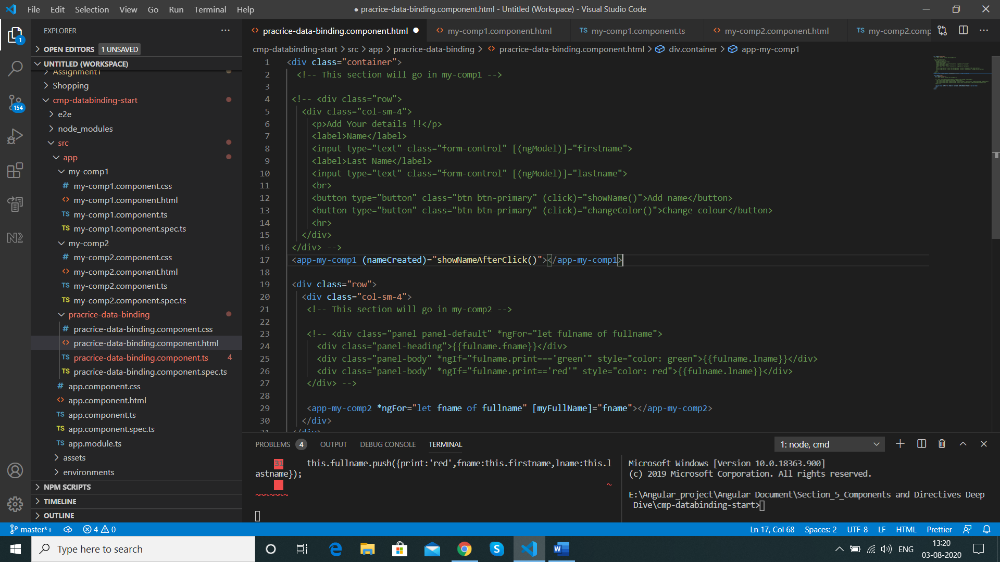 File Edit Selection View Go Run Terminal Help
● pracrice-data-binding.component.html - Untitled (Workspace) - Visual Studio Code
EXPLORER
OPEN EDITORS 1 UNSAVED
UNTITLED (WORKSPACE)
Assignment1
Shopping
cmp-databinding-start
e2e
node_modules
src
app
my-comp1
# my-comp1.component.css
<> my-comp1.component.html
TS my-comp1.component.ts
TS my-comp1.component.spec.ts
my-comp2
# my-comp2.component.css
<> my-comp2.component.html
TS my-comp2.component.ts
TS my-comp2.component.spec.ts
pracrice-data-binding
# pracrice-data-binding.component.css
<> pracrice-data-binding.component.html
TS pracrice-data-binding.component.ts 4
TS pracrice-data-binding.component.spec.ts
# app.component.css
<> app.component.html
TS app.component.ts
TS app.component.spec.ts
TS app.module.ts
assets
environments
NPM SCRIPTS
TIMELINE
OUTLINE
1
154
<> pracrice-data-binding.component.html ● <> my-comp1.component.html TS my-comp1.component.ts <> my-comp2.component.html TS my-comp2.comp
cmp-databinding-start > src > app > pracrice-data-binding > <> pracrice-data-binding.component.html > div.container > app-my-comp1
1 <div class="container">
2 <!-- This section will go in my-comp1 -->
3
4 <!-- <div class="row">
5 <div class="col-sm-4">
6 <p>Add Your details !!</p>
7 <label>Name</label>
8 <input type="text" class="form-control" [(ngModel)]="firstname">
9 <label>Last Name</label>
10 <input type="text" class="form-control" [(ngModel)]="lastname">
11 <br>
12 <button type="button" class="btn btn-primary" (click)="showName()">Add name</button>
13 <button type="button" class="btn btn-primary" (click)="changeColor()">Change colour</button>
14 <hr>
15 </div>
16 </div> -->
17 <app-my-comp1 (nameCreated)="showNameAfterClick()"></app-my-comp1>
18
19 <div class="row">
20 <div class="col-sm-4">
21 <!-- This section will go in my-comp2 -->
22
23 <!-- <div class="panel panel-default" *ngFor="let fulname of fullname">
24 <div class="panel-heading">{{fulname.fname}}</div>
25 <div class="panel-body" *ngIf="fulname.print==='green'" style="color: green">{{fulname.lname}}</div>
26 <div class="panel-body" *ngIf="fulname.print=='red'" style="color: red">{{fulname.lname}}</div>
27 </div> -->
28
29 <app-my-comp2 *ngFor="let fname of fullname" [myFullName]="fname"></app-my-comp2>
30 </div>
31 </div>
PROBLEMS 4 OUTPUT DEBUG CONSOLE TERMINAL 1: node, cmd
31 this.fullname.push({print:'red',fname:this.firstname,lname:this.l
astname});
~
~~~~~~~
Microsoft Windows [Version 10.0.18363.900]
(c) 2019 Microsoft Corporation. All rights reserved.
E:\Angular_project\Angular Document\Section_5_Components and Directives Deep
Dive\cmp-databinding-start>
master*+ 4 0 Ln 17, Col 68 Spaces: 2 UTF-8 LF HTML Prettier
Type here to search
ENG
13:20
03-08-2020